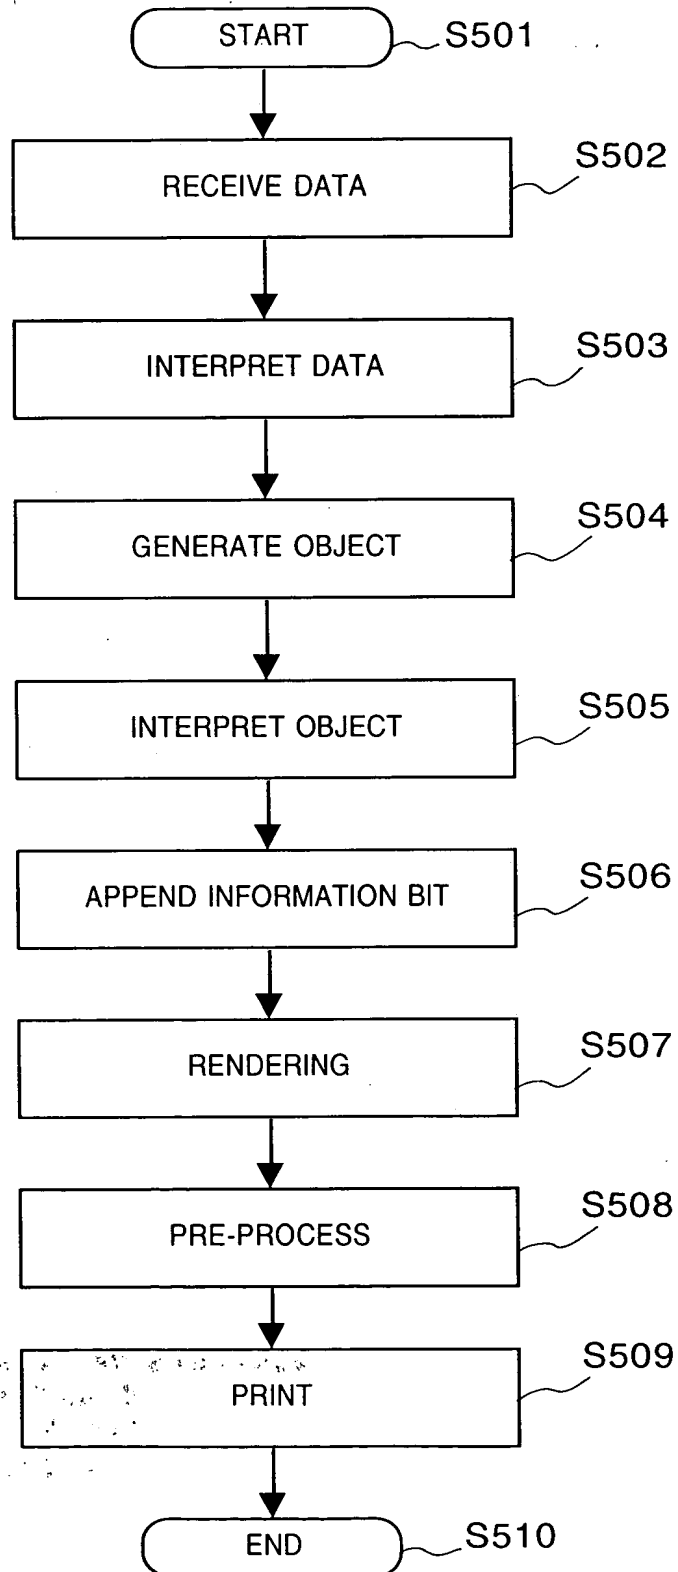 START
S501
RECEIVE DATA
S502
INTERPRET DATA
S503
GENERATE OBJECT
S504
INTERPRET OBJECT
S505
APPEND INFORMATION BIT
S506
RENDERING
S507
PRE-PROCESS
S508
PRINT
S509
END
S510